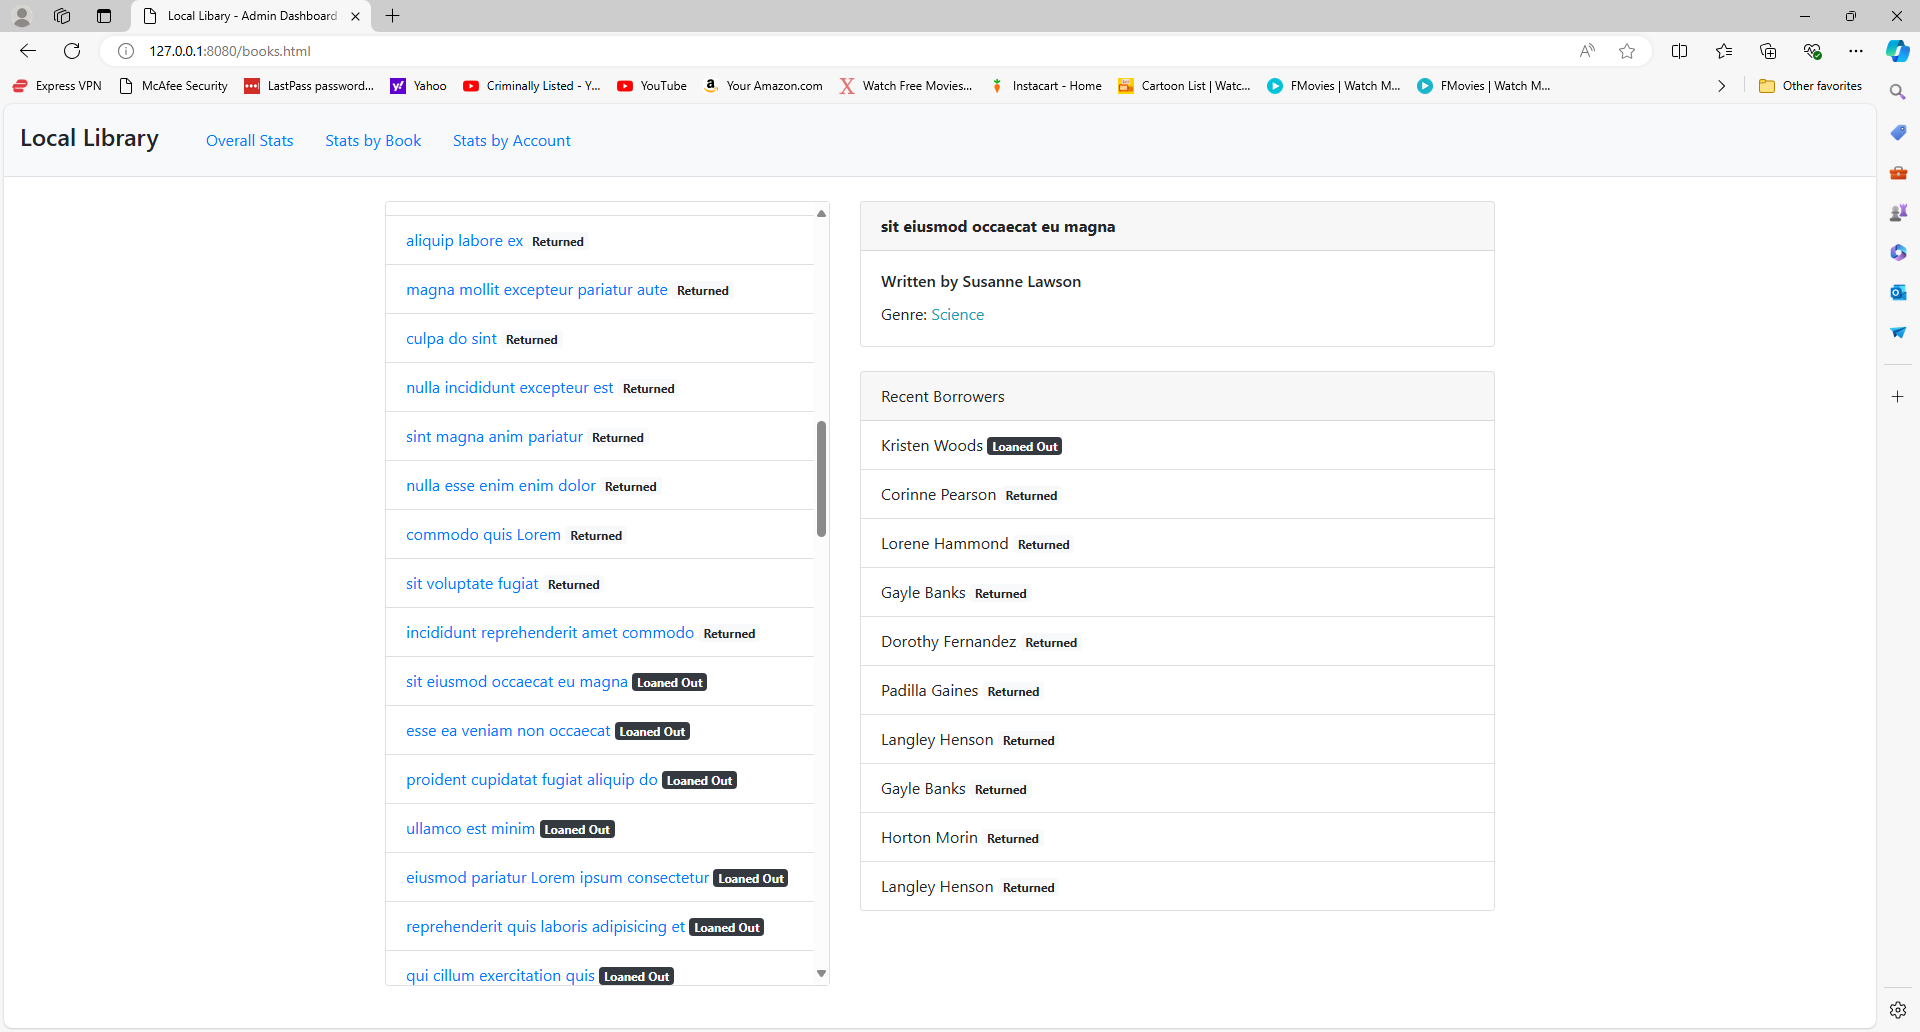 Local Libary - Admin Dashboard
127.0.0.1:8080/books.html
Express VPN McAfee Security LastPass password... Yahoo Criminally Listed - Y... YouTube Your Amazon.com Watch Free Movies... Instacart - Home Cartoon List | Watc... FMovies | Watch M... FMovies | Watch M... Other favorites
Local Library Overall Stats Stats by Book Stats by Account
aliquip labore ex Returned
magna mollit excepteur pariatur aute Returned
culpa do sint Returned
nulla incididunt excepteur est Returned
sint magna anim pariatur Returned
nulla esse enim enim dolor Returned
commodo quis Lorem Returned
sit voluptate fugiat Returned
incididunt reprehenderit amet commodo Returned
sit eiusmod occaecat eu magna Loaned Out
esse ea veniam non occaecat Loaned Out
proident cupidatat fugiat aliquip do Loaned Out
ullamco est minim Loaned Out
eiusmod pariatur Lorem ipsum consectetur Loaned Out
reprehenderit quis laboris adipisicing et Loaned Out
qui cillum exercitation quis Loaned Out
sit eiusmod occaecat eu magna
Written by Susanne Lawson
Genre: Science
Recent Borrowers
Kristen Woods Loaned Out
Corinne Pearson Returned
Lorene Hammond Returned
Gayle Banks Returned
Dorothy Fernandez Returned
Padilla Gaines Returned
Langley Henson Returned
Gayle Banks Returned
Horton Morin Returned
Langley Henson Returned